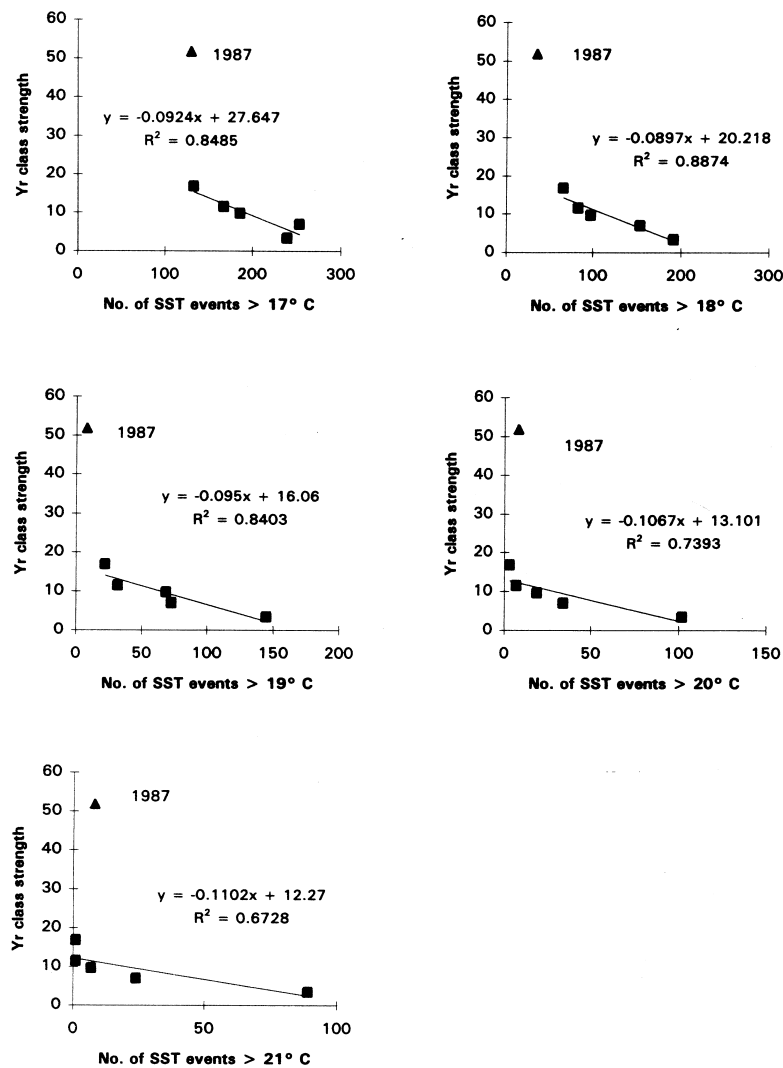 60
50
40
30
20
10
0
Yr class strength
1987
y = -0.0924x + 27.647
R² = 0.8485
0 100 200 300
No. of SST events > 17° C
60
50
40
30
20
10
0
Yr class strength
1987
y = -0.0897x + 20.218
R² = 0.8874
0 100 200 300
No. of SST events > 18° C
60
50
40
30
20
10
0
Yr class strength
1987
y = -0.095x + 16.06
R² = 0.8403
0 50 100 150 200
No. of SST events > 19° C
60
50
40
30
20
10
0
Yr class strength
1987
y = -0.1067x + 13.101
R² = 0.7393
0 50 100 150
No. of SST events > 20° C
60
50
40
30
20
10
0
Yr class strength
1987
y = -0.1102x + 12.27
R² = 0.6728
0 50 100
No. of SST events > 21° C